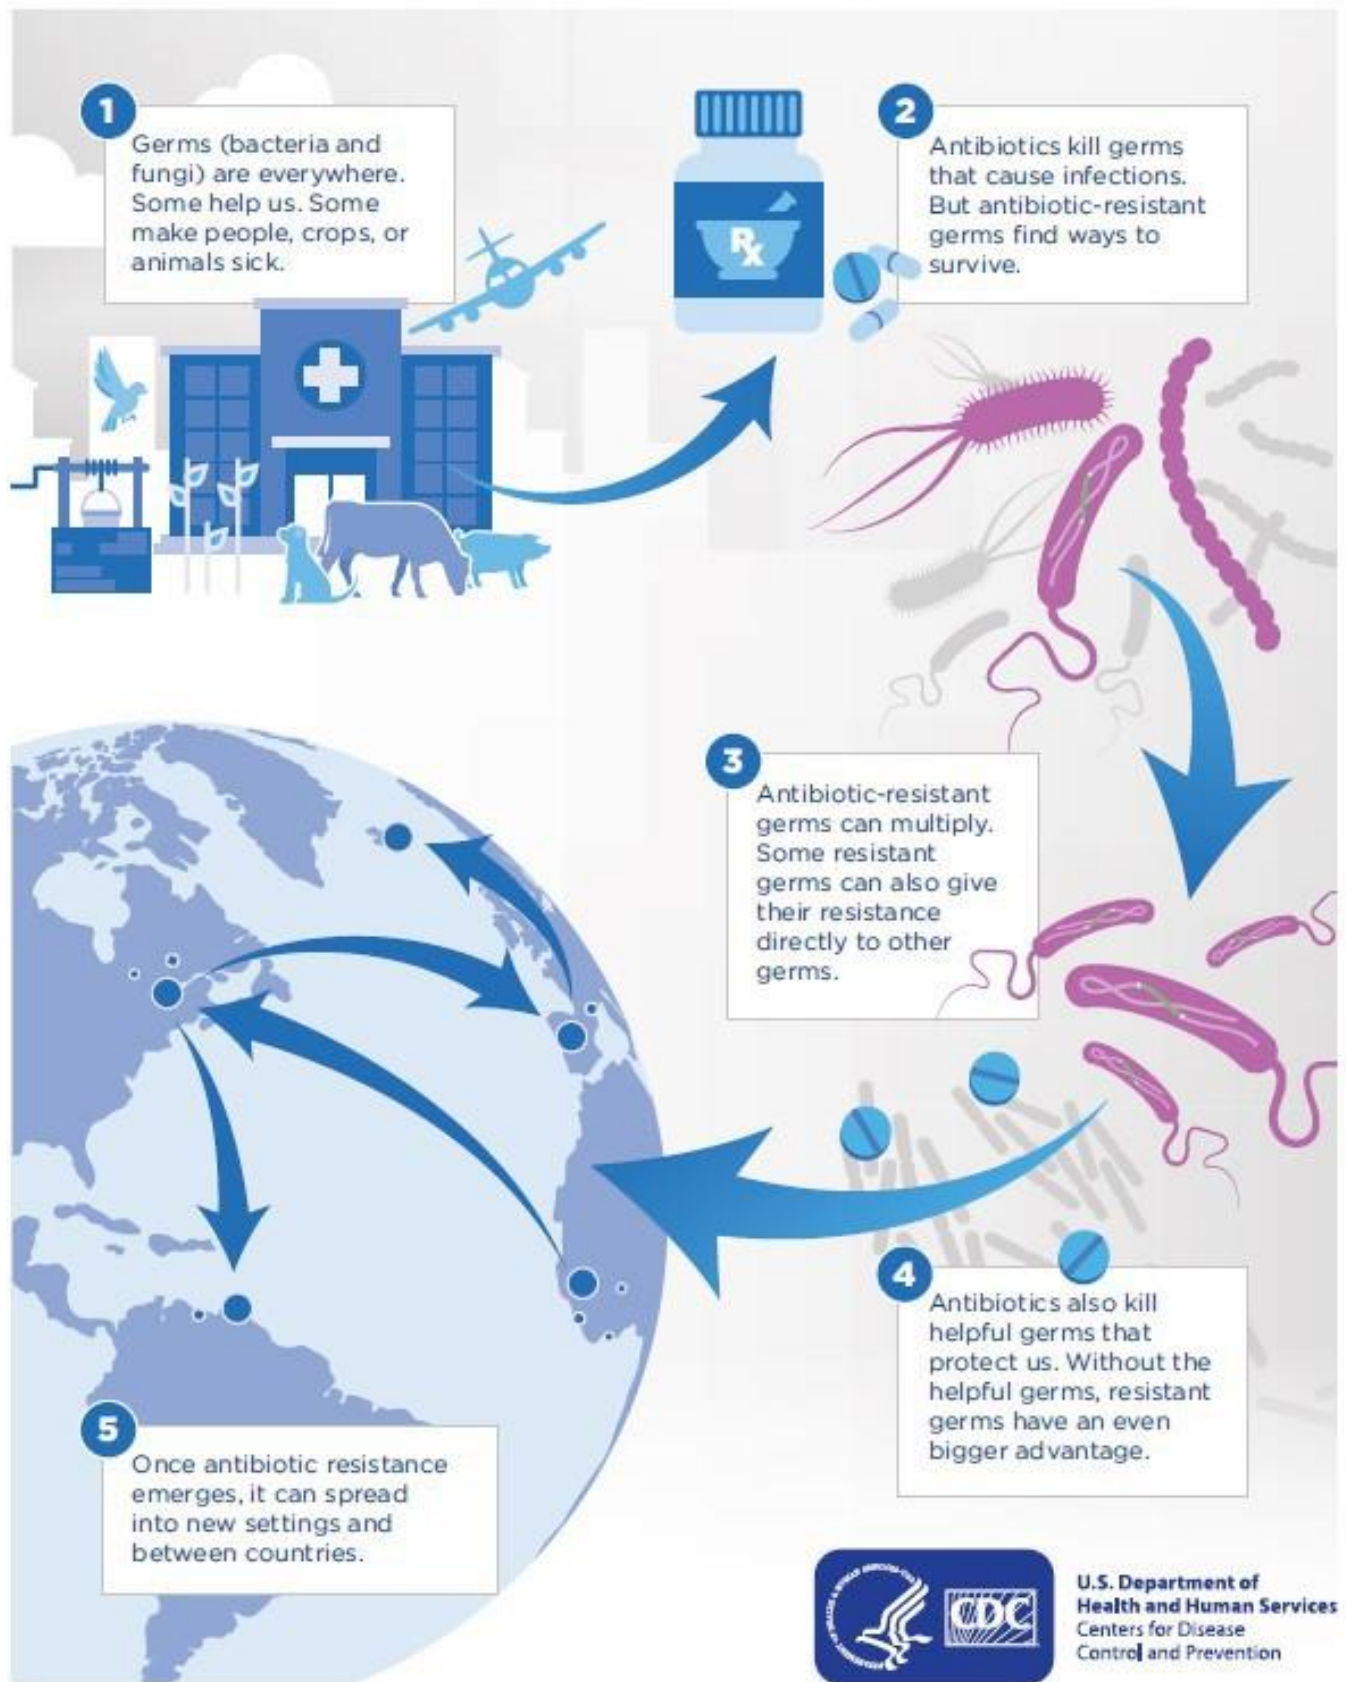 1
Germs (bacteria and
fungi) are everywhere.
Some help us. Some
make people, crops, or
animals sick.
Rx
2
Antibiotics kill germs
that cause infections.
But antibiotic-resistant
germs find ways to
survive.
3
Antibiotic-resistant
germs can multiply.
Some resistant
germs can also give
their resistance
directly to other
germs.
4
Antibiotics also kill
helpful germs that
protect us. Without the
helpful germs, resistant
germs have an even
bigger advantage.
5
Once antibiotic resistance
emerges, it can spread
into new settings and
between countries.
CDC
U.S. Department of
Health and Human Services
Centers for Disease
Control and Prevention